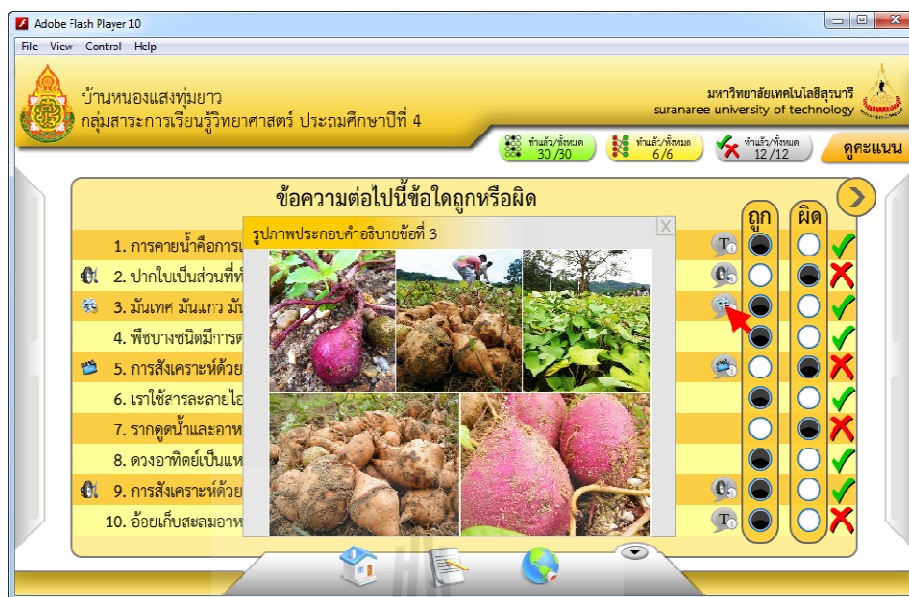 Adobe Flash Player 10
File View Control Help
บ้านหนองแสงทุ่มยาว
กลุ่มสาระการเรียนรู้วิทยาศาสตร์ ประถมศึกษาปีที่ 4
มหาวิทยาลัยเทคโนโลยีสุรนารี
suranaree university of technology
ทำแล้ว/ทั้งหมด
30/30
ทำแล้ว/ทั้งหมด
6/6
ทำแล้ว/ทั้งหมด
12/12
ดูคะแนน
ข้อความต่อไปนี้ข้อใดถูกหรือผิด
ถูก
ผิด
รูปภาพประกอบคำอธิบายข้อที่ 3
X
1. การคายน้ำคือการ
2. ปากใบเป็นส่วนที่
3. มันเทศ มันแกว มัน
4. พืชบางชนิดมีการ
5. การสังเคราะห์ด้วย
6. เราใช้สารละลายไอ
7. รากดูดน้ำและอาห
8. ดวงอาทิตย์เป็นแห
9. การสังเคราะห์ด้วย
10. อ้อยเก็บสะสมอาห